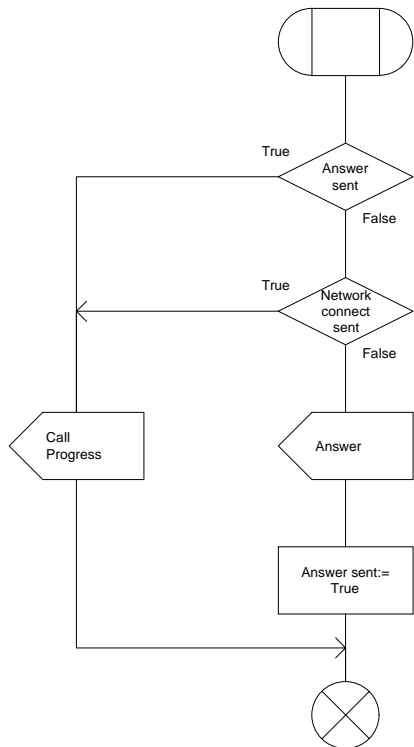 True
Answer
sent
False
True
Network
connect
sent
False
Call
Progress
Answer
Answer sent:=
True